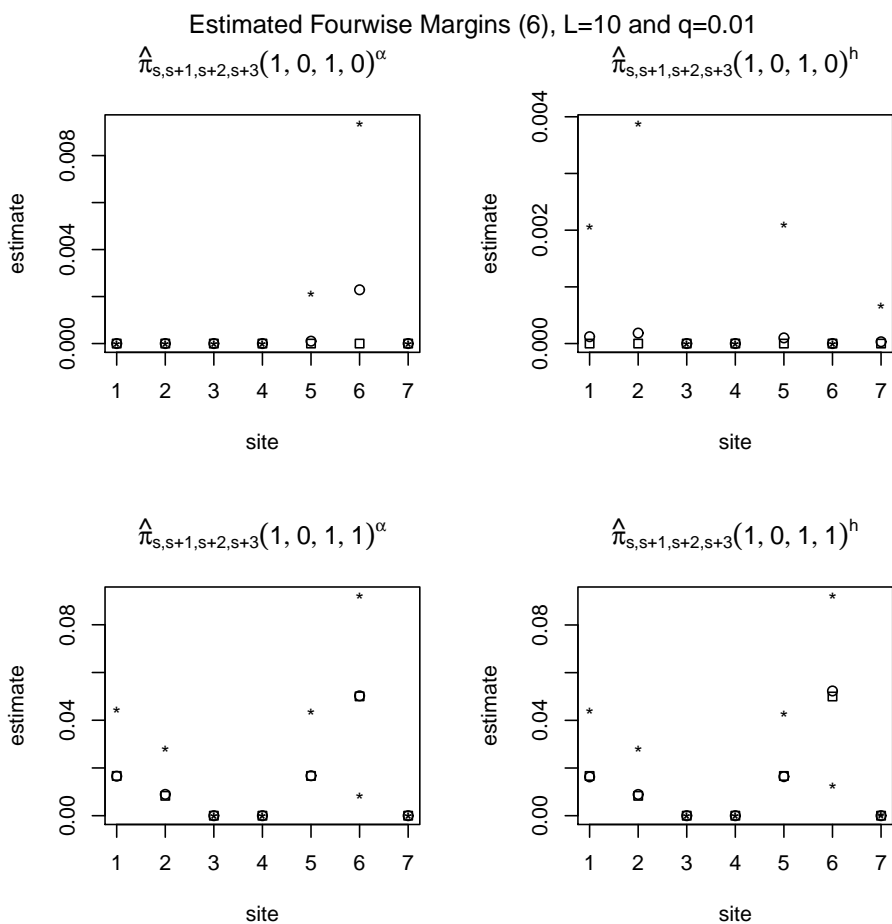 Estimated Fourwise Margins (6), L=10 and q=0.01
π̂s,s+1,s+2,s+3(1, 0, 1, 0)α
estimate
0.000 0.004 0.008
1 2 3 4 5 6 7
site
π̂s,s+1,s+2,s+3(1, 0, 1, 0)h
estimate
0.000 0.002 0.004
1 2 3 4 5 6 7
site
π̂s,s+1,s+2,s+3(1, 0, 1, 1)α
estimate
0.00 0.04 0.08
1 2 3 4 5 6 7
site
π̂s,s+1,s+2,s+3(1, 0, 1, 1)h
estimate
0.00 0.04 0.08
1 2 3 4 5 6 7
site